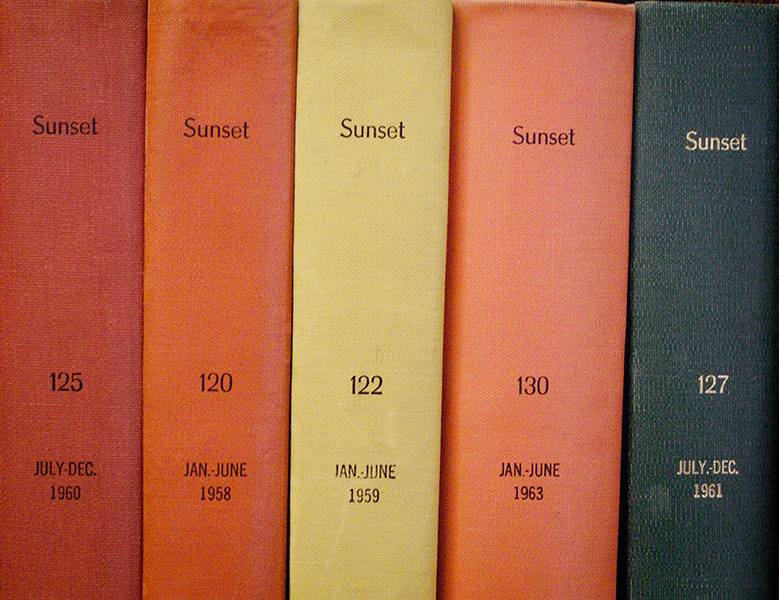 Sunset
125
JULY-DEC.
1960
Sunset
120
JAN.-JUNE
1958
Sunset
122
JAN.-JUNE
1959
Sunset
130
JAN.-JUNE
1963
Sunset
127
JULY.-DEC.
1961